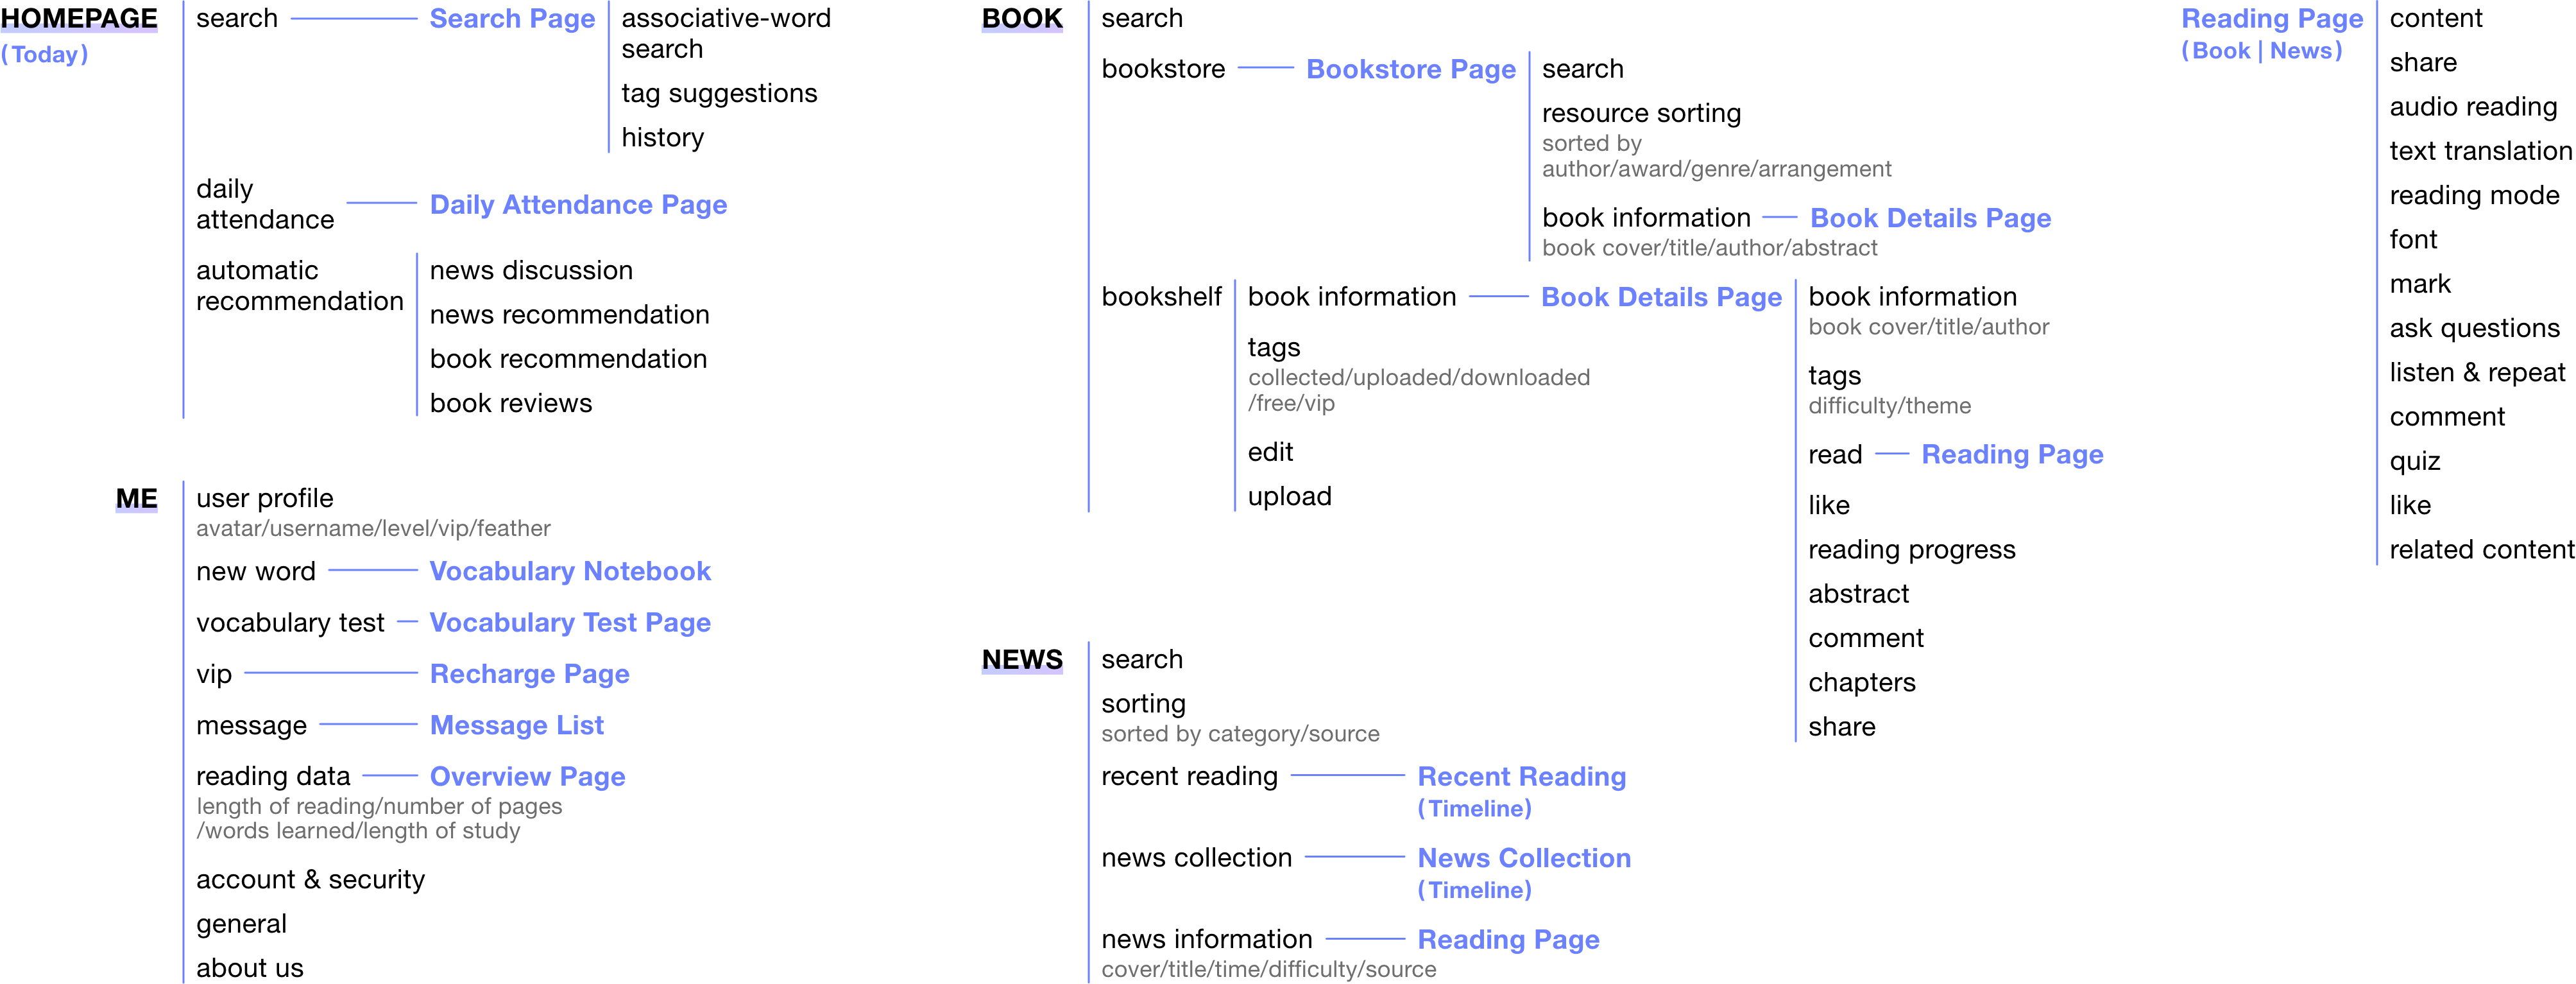 HOMEPAGE
(Today)
search
Search Page
associative-word
search
tag suggestions
history
daily
attendance
Daily Attendance Page
automatic
recommendation
news discussion
news recommendation
book recommendation
book reviews
ME
user profile
avatar/username/level/vip/feather
new word
Vocabulary Notebook
vocabulary test
Vocabulary Test Page
vip
Recharge Page
message
Message List
reading data
Overview Page
length of reading/number of pages
/words learned/length of study
account & security
general
about us
BOOK
search
bookstore
Bookstore Page
search
resource sorting
sorted by
author/award/genre/arrangement
book information
Book Details Page
book cover/title/author/abstract
bookshelf
book information
Book Details Page
tags
collected/uploaded/downloaded
/free/vip
edit
upload
book information
book cover/title/author
tags
difficulty/theme
read
Reading Page
like
reading progress
abstract
comment
chapters
share
NEWS
search
sorting
sorted by category/source
recent reading
Recent Reading
(Timeline)
news collection
News Collection
(Timeline)
news information
Reading Page
cover/title/time/difficulty/source
Reading Page
(Book | News)
content
share
audio reading
text translation
reading mode
font
mark
ask questions
listen & repeat
comment
quiz
like
related content